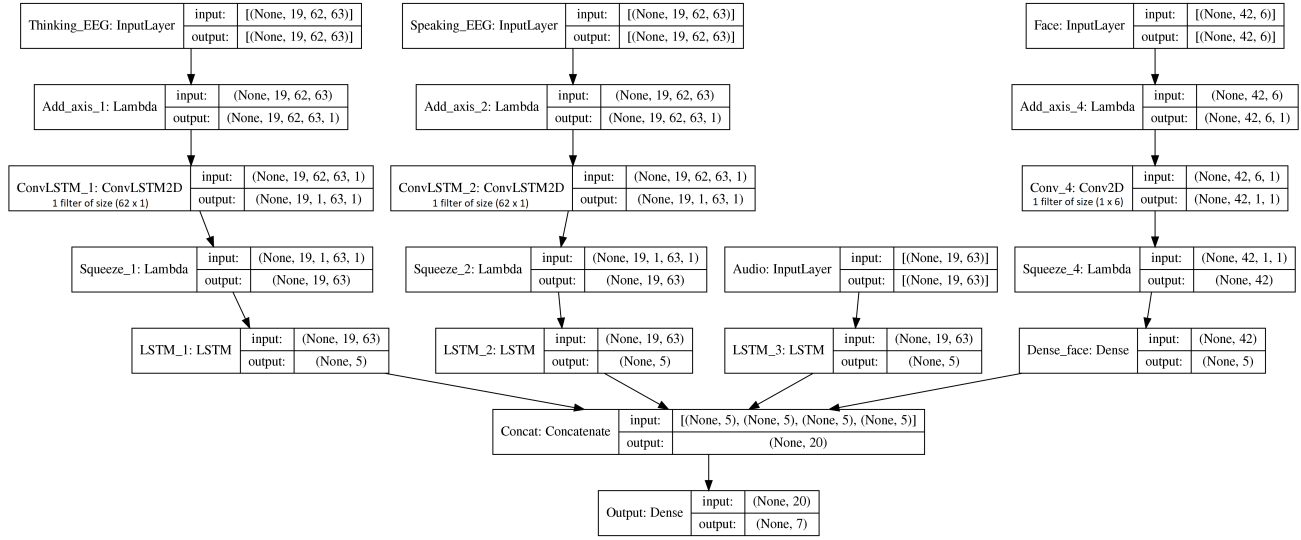 Thinking_EEG: InputLayer
input: [(None, 19, 62, 63)]
output: [(None, 19, 62, 63)]
Speaking_EEG: InputLayer
input: [(None, 19, 62, 63)]
output: [(None, 19, 62, 63)]
Face: InputLayer
input: [(None, 42, 6)]
output: [(None, 42, 6)]
Add_axis_1: Lambda
input: (None, 19, 62, 63)
output: (None, 19, 62, 63, 1)
Add_axis_2: Lambda
input: (None, 19, 62, 63)
output: (None, 19, 62, 63, 1)
Add_axis_4: Lambda
input: (None, 42, 6)
output: (None, 42, 6, 1)
ConvLSTM_1: ConvLSTM2D
1 filter of size (62 x 1)
input: (None, 19, 62, 63, 1)
output: (None, 19, 1, 63, 1)
ConvLSTM_2: ConvLSTM2D
1 filter of size (62 x 1)
input: (None, 19, 62, 63, 1)
output: (None, 19, 1, 63, 1)
Conv_4: Conv2D
1 filter of size (1 x 6)
input: (None, 42, 6, 1)
output: (None, 42, 1, 1)
Squeeze_1: Lambda
input: (None, 19, 1, 63, 1)
output: (None, 19, 63)
Squeeze_2: Lambda
input: (None, 19, 1, 63, 1)
output: (None, 19, 63)
Audio: InputLayer
input: [(None, 19, 63)]
output: [(None, 19, 63)]
Squeeze_4: Lambda
input: (None, 42, 1, 1)
output: (None, 42)
LSTM_1: LSTM
input: (None, 19, 63)
output: (None, 5)
LSTM_2: LSTM
input: (None, 19, 63)
output: (None, 5)
LSTM_3: LSTM
input: (None, 19, 63)
output: (None, 5)
Dense_face: Dense
input: (None, 42)
output: (None, 5)
Concat: Concatenate
input: [(None, 5), (None, 5), (None, 5), (None, 5)]
output: (None, 20)
Output: Dense
input: (None, 20)
output: (None, 7)